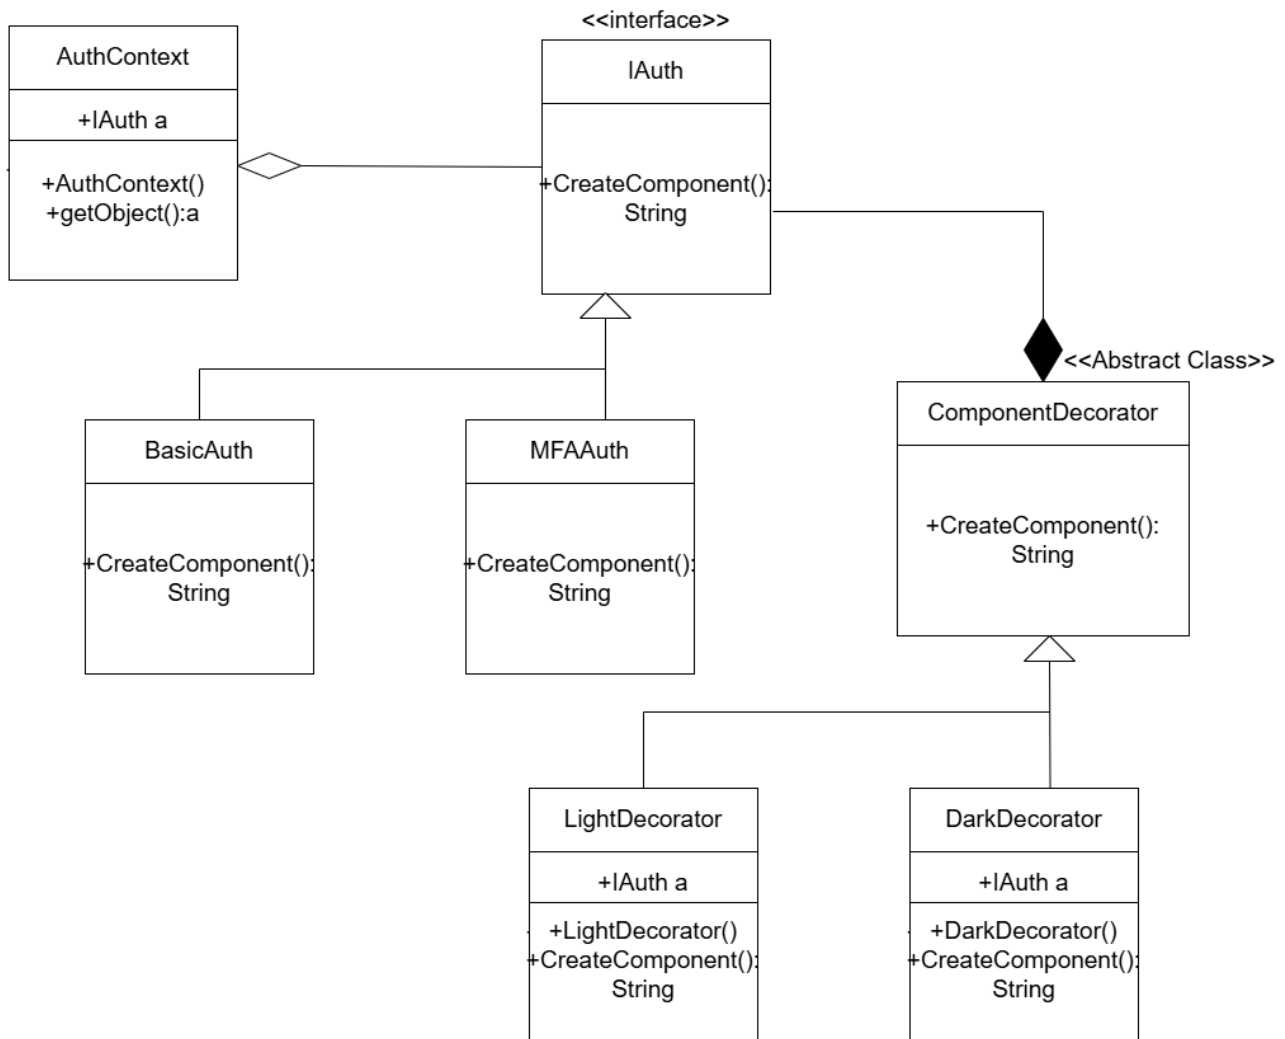 <<interface>>
AuthContext
IAuth
+IAuth a
+AuthContext()
+getObject():a
+CreateComponent():
String
<<Abstract Class>>
ComponentDecorator
+CreateComponent():
String
BasicAuth
+CreateComponent():
String
MFAAuth
+CreateComponent():
String
LightDecorator
+IAuth a
+LightDecorator()
+CreateComponent():
String
DarkDecorator
+IAuth a
+DarkDecorator()
+CreateComponent():
String